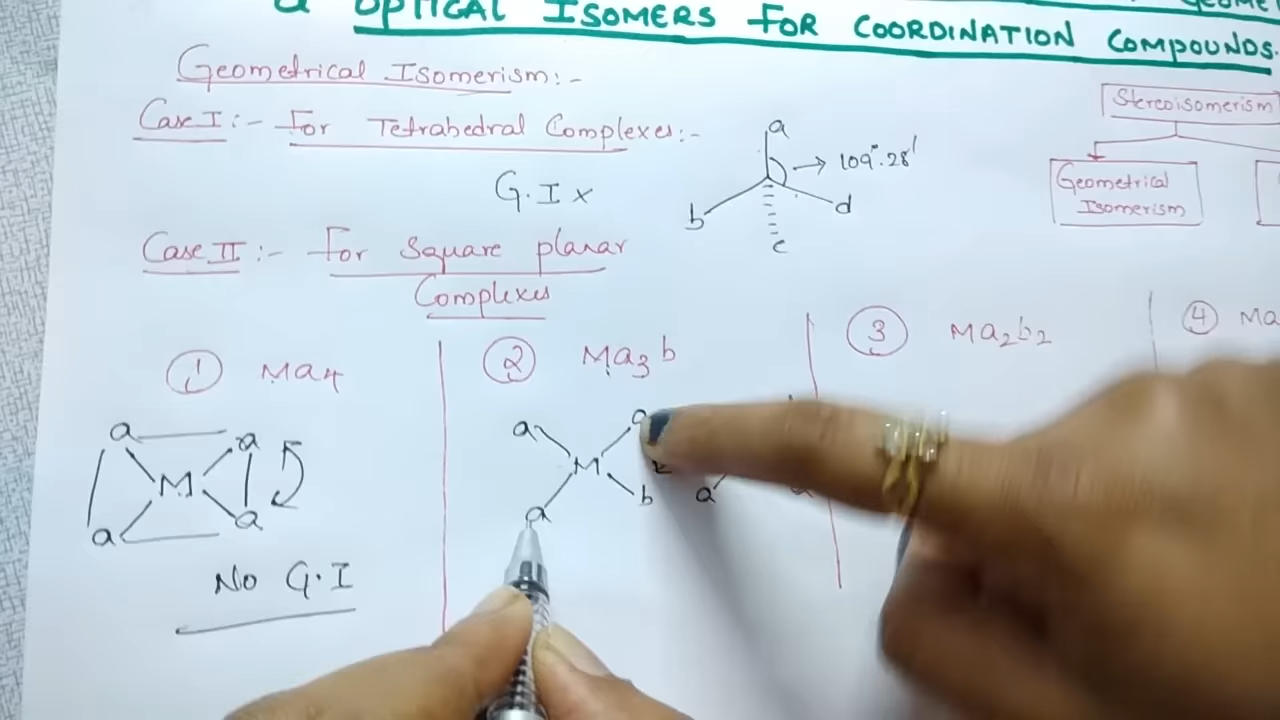 & OPTICAL ISOMERS FOR COORDINATION COMPOUNDS.
Geometrical Isomerism:-
Case I:- For Tetrahedral Complexes:-
G.I x
a
109°.28'
b
d
c
Stereoisomerism
Geometrical
Isomerism
Case II:- For Square planar
Complexes
1 Ma4
a a
M
a a
No G.I
2 Ma3b
a a
M
a b
a
3 Ma2b2
4 Ma